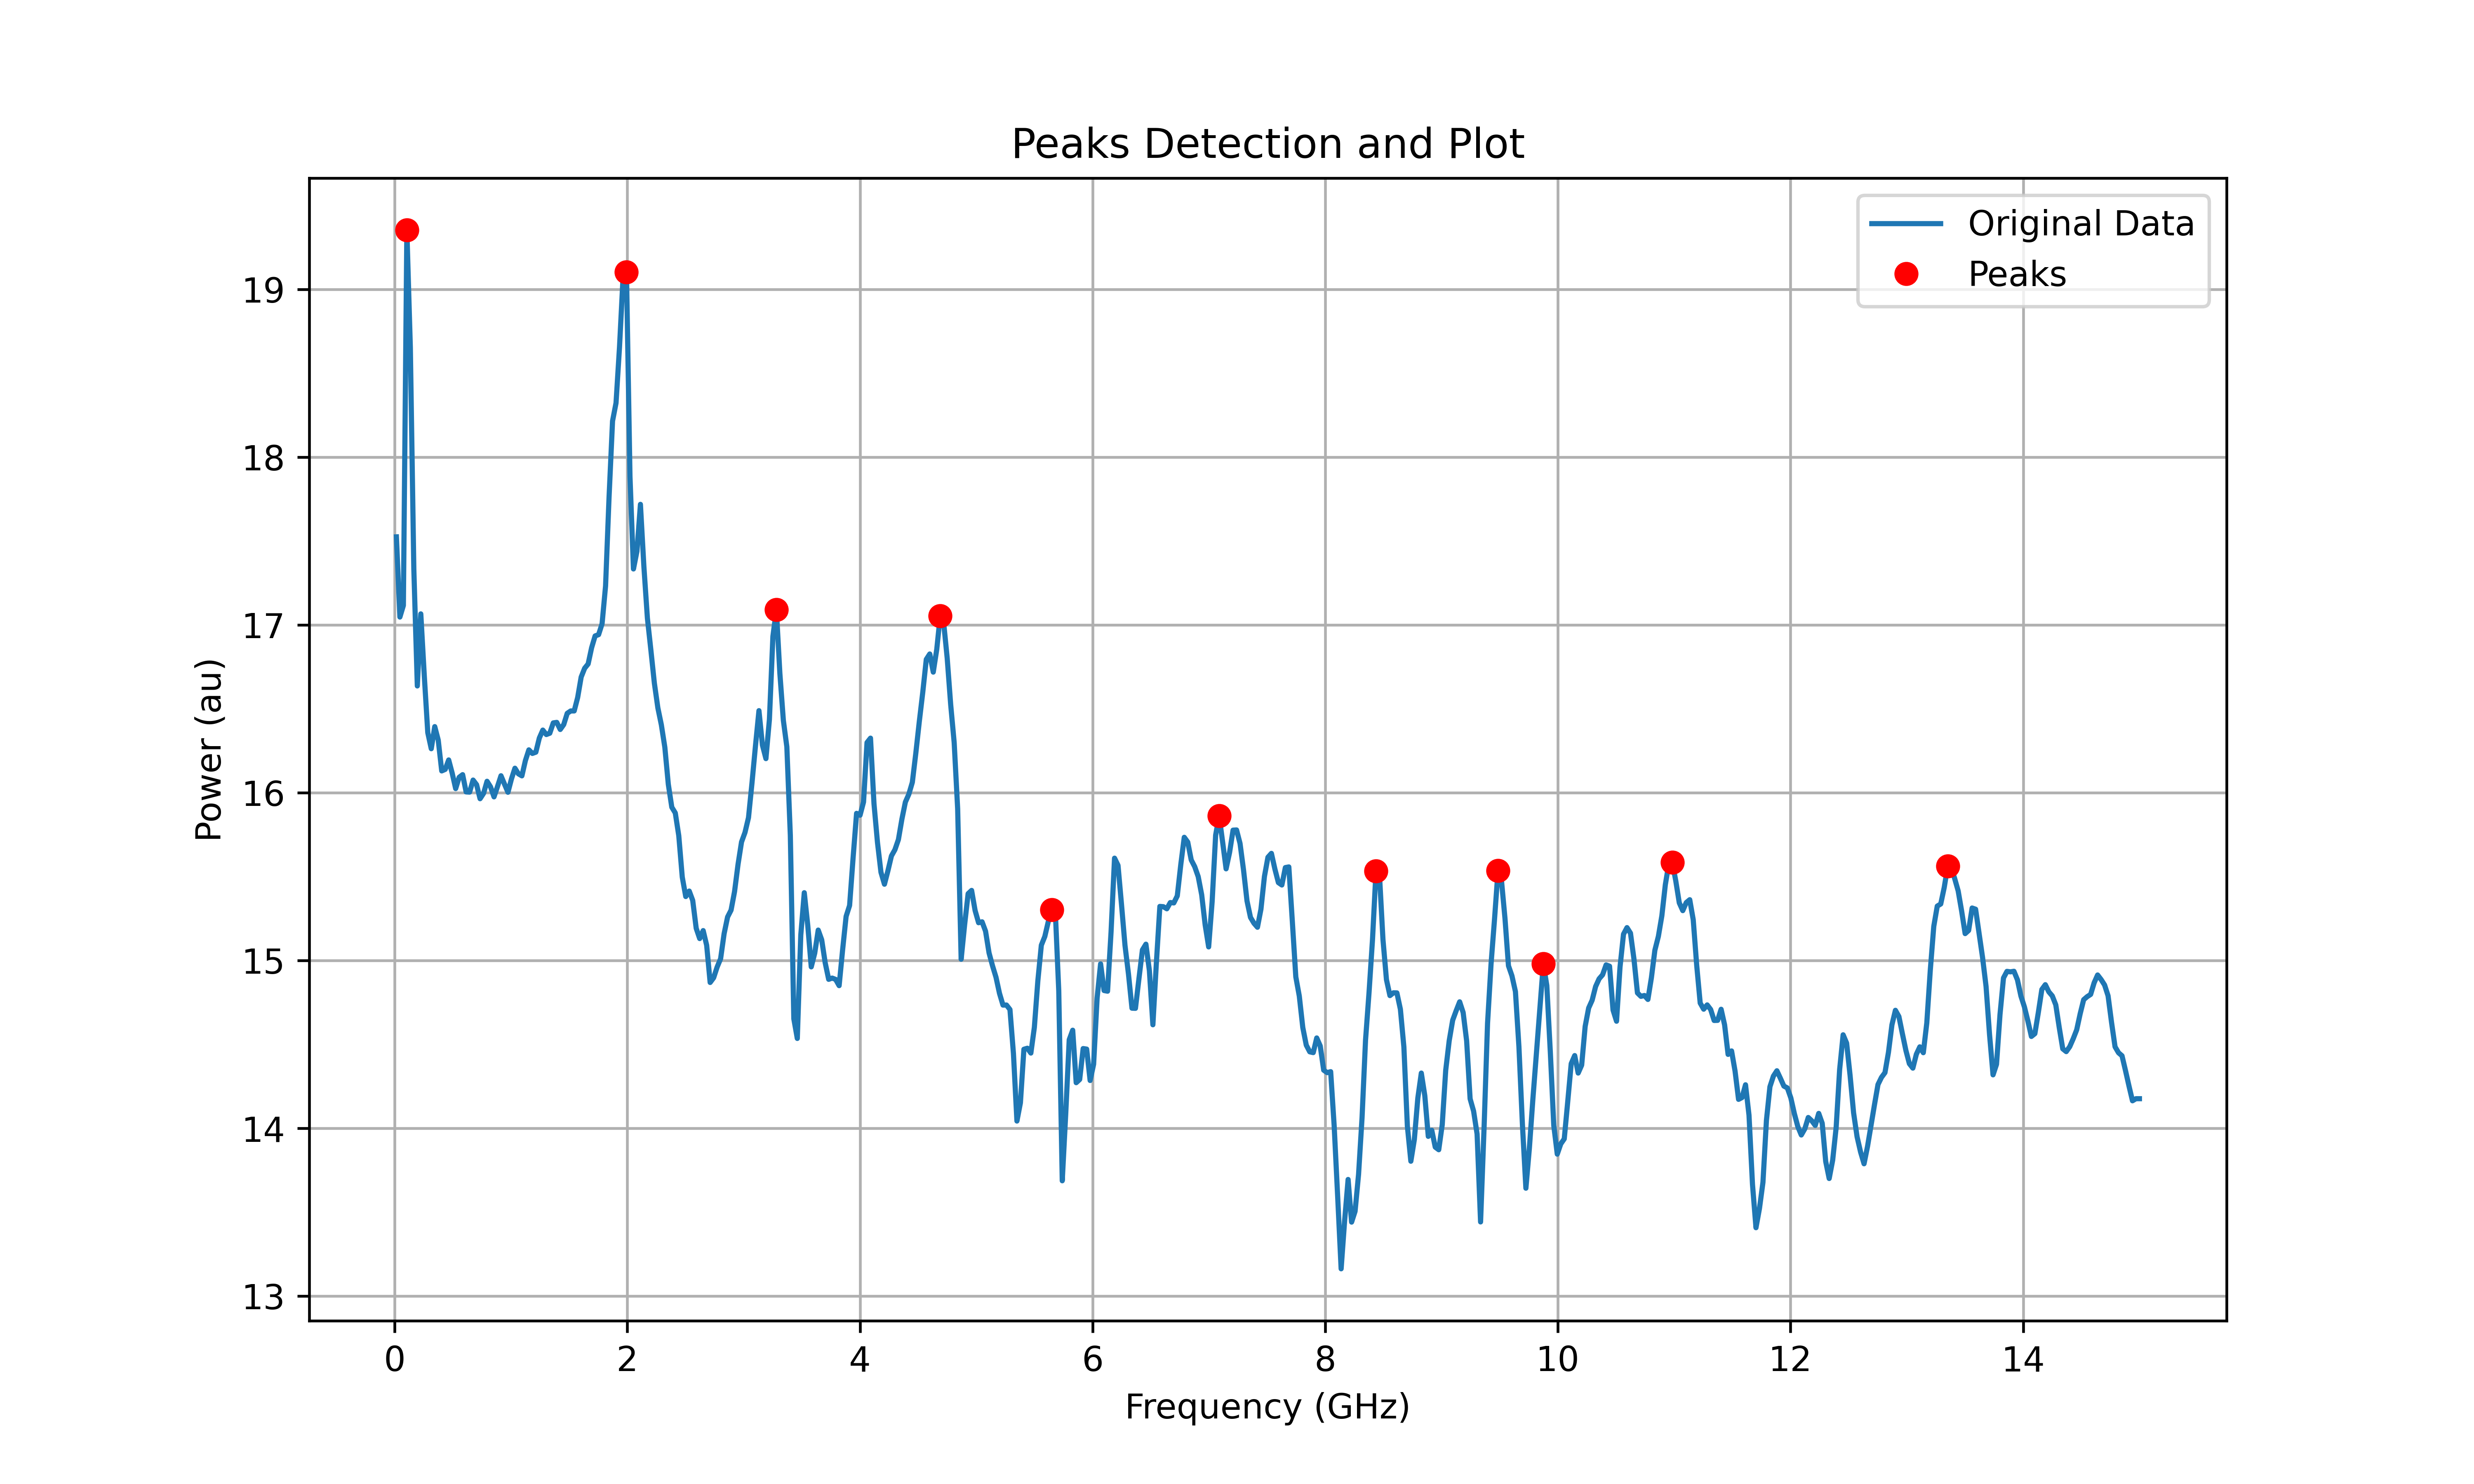 Peaks Detection and Plot
Original Data
Peaks
19
18
17
16
15
14
13
Power (au)
0 2 4 6 8 10 12 14
Frequency (GHz)